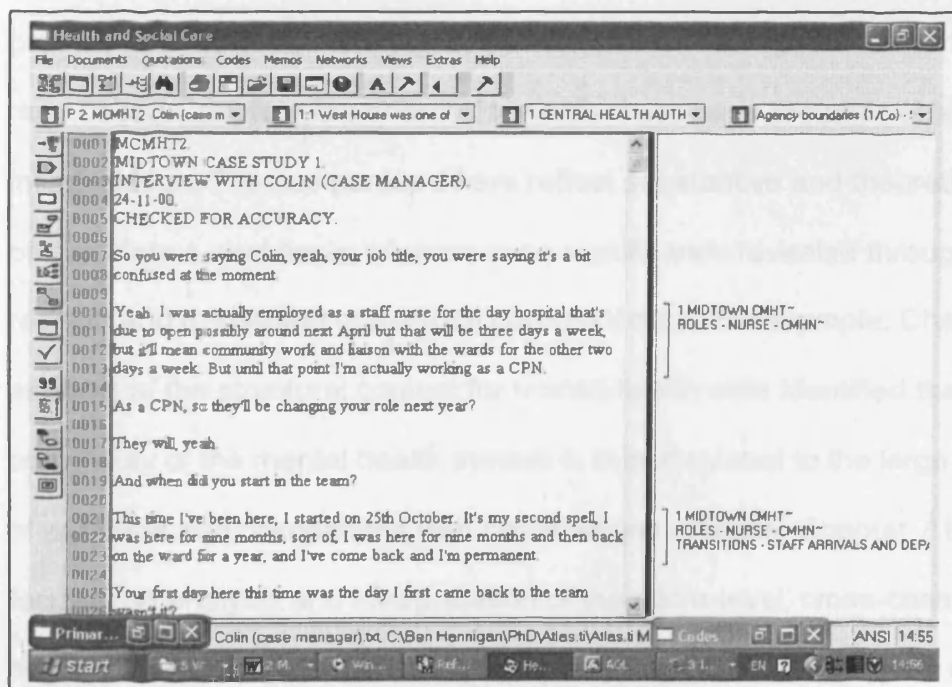 Health and Social Care
File Documents Quotations Codes Memos Networks Views Extras Help
P 2: MCMHT2 - Colin (case m 1:1 West House was one of 1 CENTRAL HEALTH AUTH Agency boundaries {1/Co} -
0001 MCMHT2.
0002 MIDTOWN CASE STUDY 1.
0003 INTERVIEW WITH COLIN (CASE MANAGER).
0004 24-11-00.
0005 CHECKED FOR ACCURACY.
0006
0007 So you were saying Colin, yeah, your job title, you were saying it's a bit
0008 confused at the moment.
0009
0010 Yeah. I was actually employed as a staff nurse for the day hospital that's
0011 due to open possibly around next April but that will be three days a week,
0012 but it'll mean community work and liaison with the wards for the other two
0013 days a week. But until that point I'm actually working as a CPN.
0014
0015 As a CPN, so they'll be changing your role next year?
0016
0017 They will, yeah.
0018
0019 And when did you start in the team?
0020
0021 This time I've been here, I started on 25th October. It's my second spell, I
0022 was here for nine months, sort of, I was here for nine months and then back
0023 on the ward for a year, and I've come back and I'm permanent.
0024
0025 Your first day here this time was the day I first came back to the team
0026 wasn't it?
1 MIDTOWN CMHT~
ROLES - NURSE - CMHN~
1 MIDTOWN CMHT~
ROLES - NURSE - CMHN~
TRANSITIONS - STAFF ARRIVALS AND DEPA
Primar... Colin (case manager).txt, C:\Ben Hannigan\PhD\Atlas.ti\Atlas.ti M Codes ANSI 14:55
start 5 W 2 M. Win... Ref... He... AOL 3 1... EN 14:56